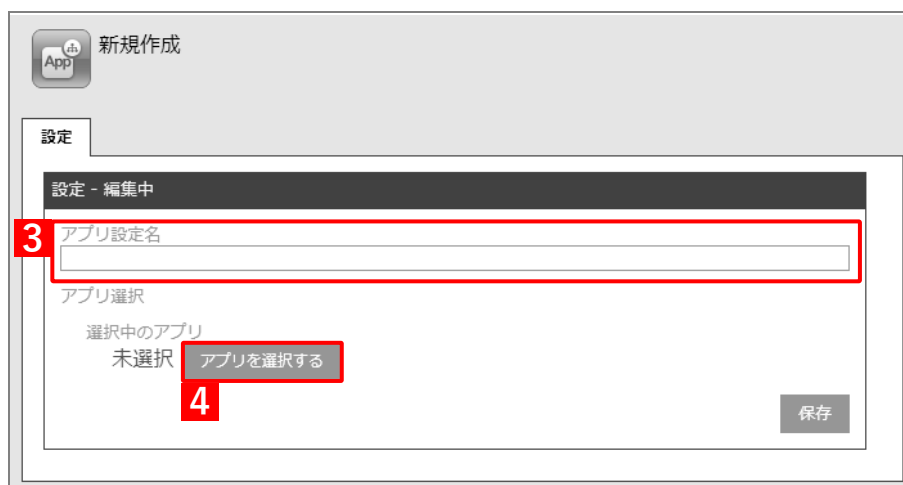 App
新規作成
設定
設定 - 編集中
3
アプリ設定名
アプリ選択
選択中のアプリ
未選択 アプリを選択する
4
保存